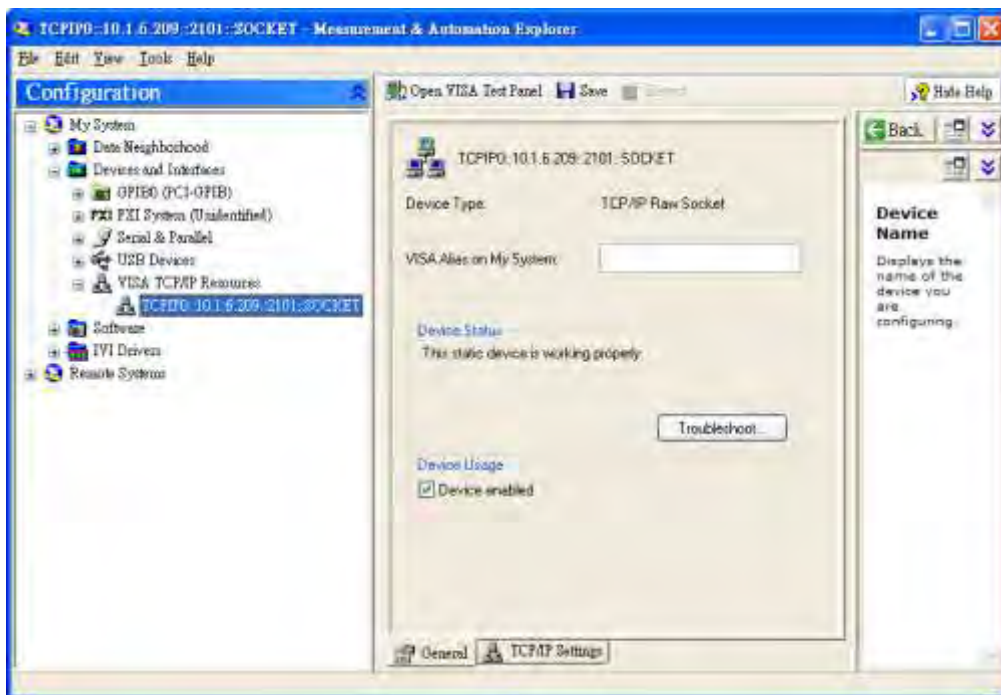 TCPIP0::10.1.6.209::2101::SOCKET - Measurement & Automation Explorer
File Edit View Tools Help
Configuration
My System
Data Neighborhood
Devices and Interfaces
GPIB0 (PCI-GPIB)
PXI PXI System (Unidentified)
Serial & Parallel
USB Devices
VISA TCP/IP Resources
TCPIP0::10.1.6.209::2101::SOCKET
Software
IVI Drivers
Remote Systems
Open VISA Test Panel Save
Hide Help
TCPIP0::10.1.6.209::2101::SOCKET
Device Type: TCP/IP Raw Socket
VISA Alias on My System:
Device Status
This static device is working properly.
Troubleshoot...
Device Usage
Device enabled
General TCP/IP Settings
Back
Device
Name
Displays the
name of the
device you
are
configuring.